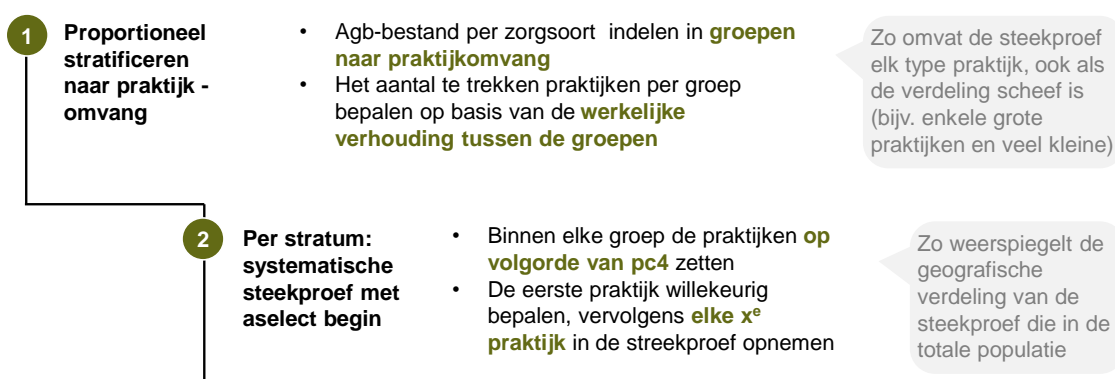 1
Proportioneel
stratificeren
naar praktijk -
omvang
• Agb-bestand per zorgsoort indelen in groepen
naar praktijkomvang
• Het aantal te trekken praktijken per groep
bepalen op basis van de werkelijke
verhouding tussen de groepen
Zo omvat de steekproef
elk type praktijk, ook als
de verdeling scheef is
(bijv. enkele grote
praktijken en veel kleine)
2
Per stratum:
systematische
steekproef met
aselect begin
• Binnen elke groep de praktijken op
volgorde van pc4 zetten
• De eerste praktijk willekeurig
bepalen, vervolgens elke xᵉ
praktijk in de streekproef opnemen
Zo weerspiegelt de
geografische
verdeling van de
steekproef die in de
totale populatie